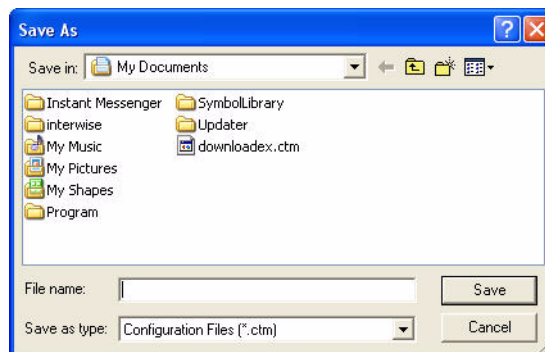 Save As
Save in: My Documents
Instant Messenger
interwise
My Music
My Pictures
My Shapes
Program
SymbolLibrary
Updater
downloadex.ctm
File name:
Save
Save as type: Configuration Files (*.ctm)
Cancel